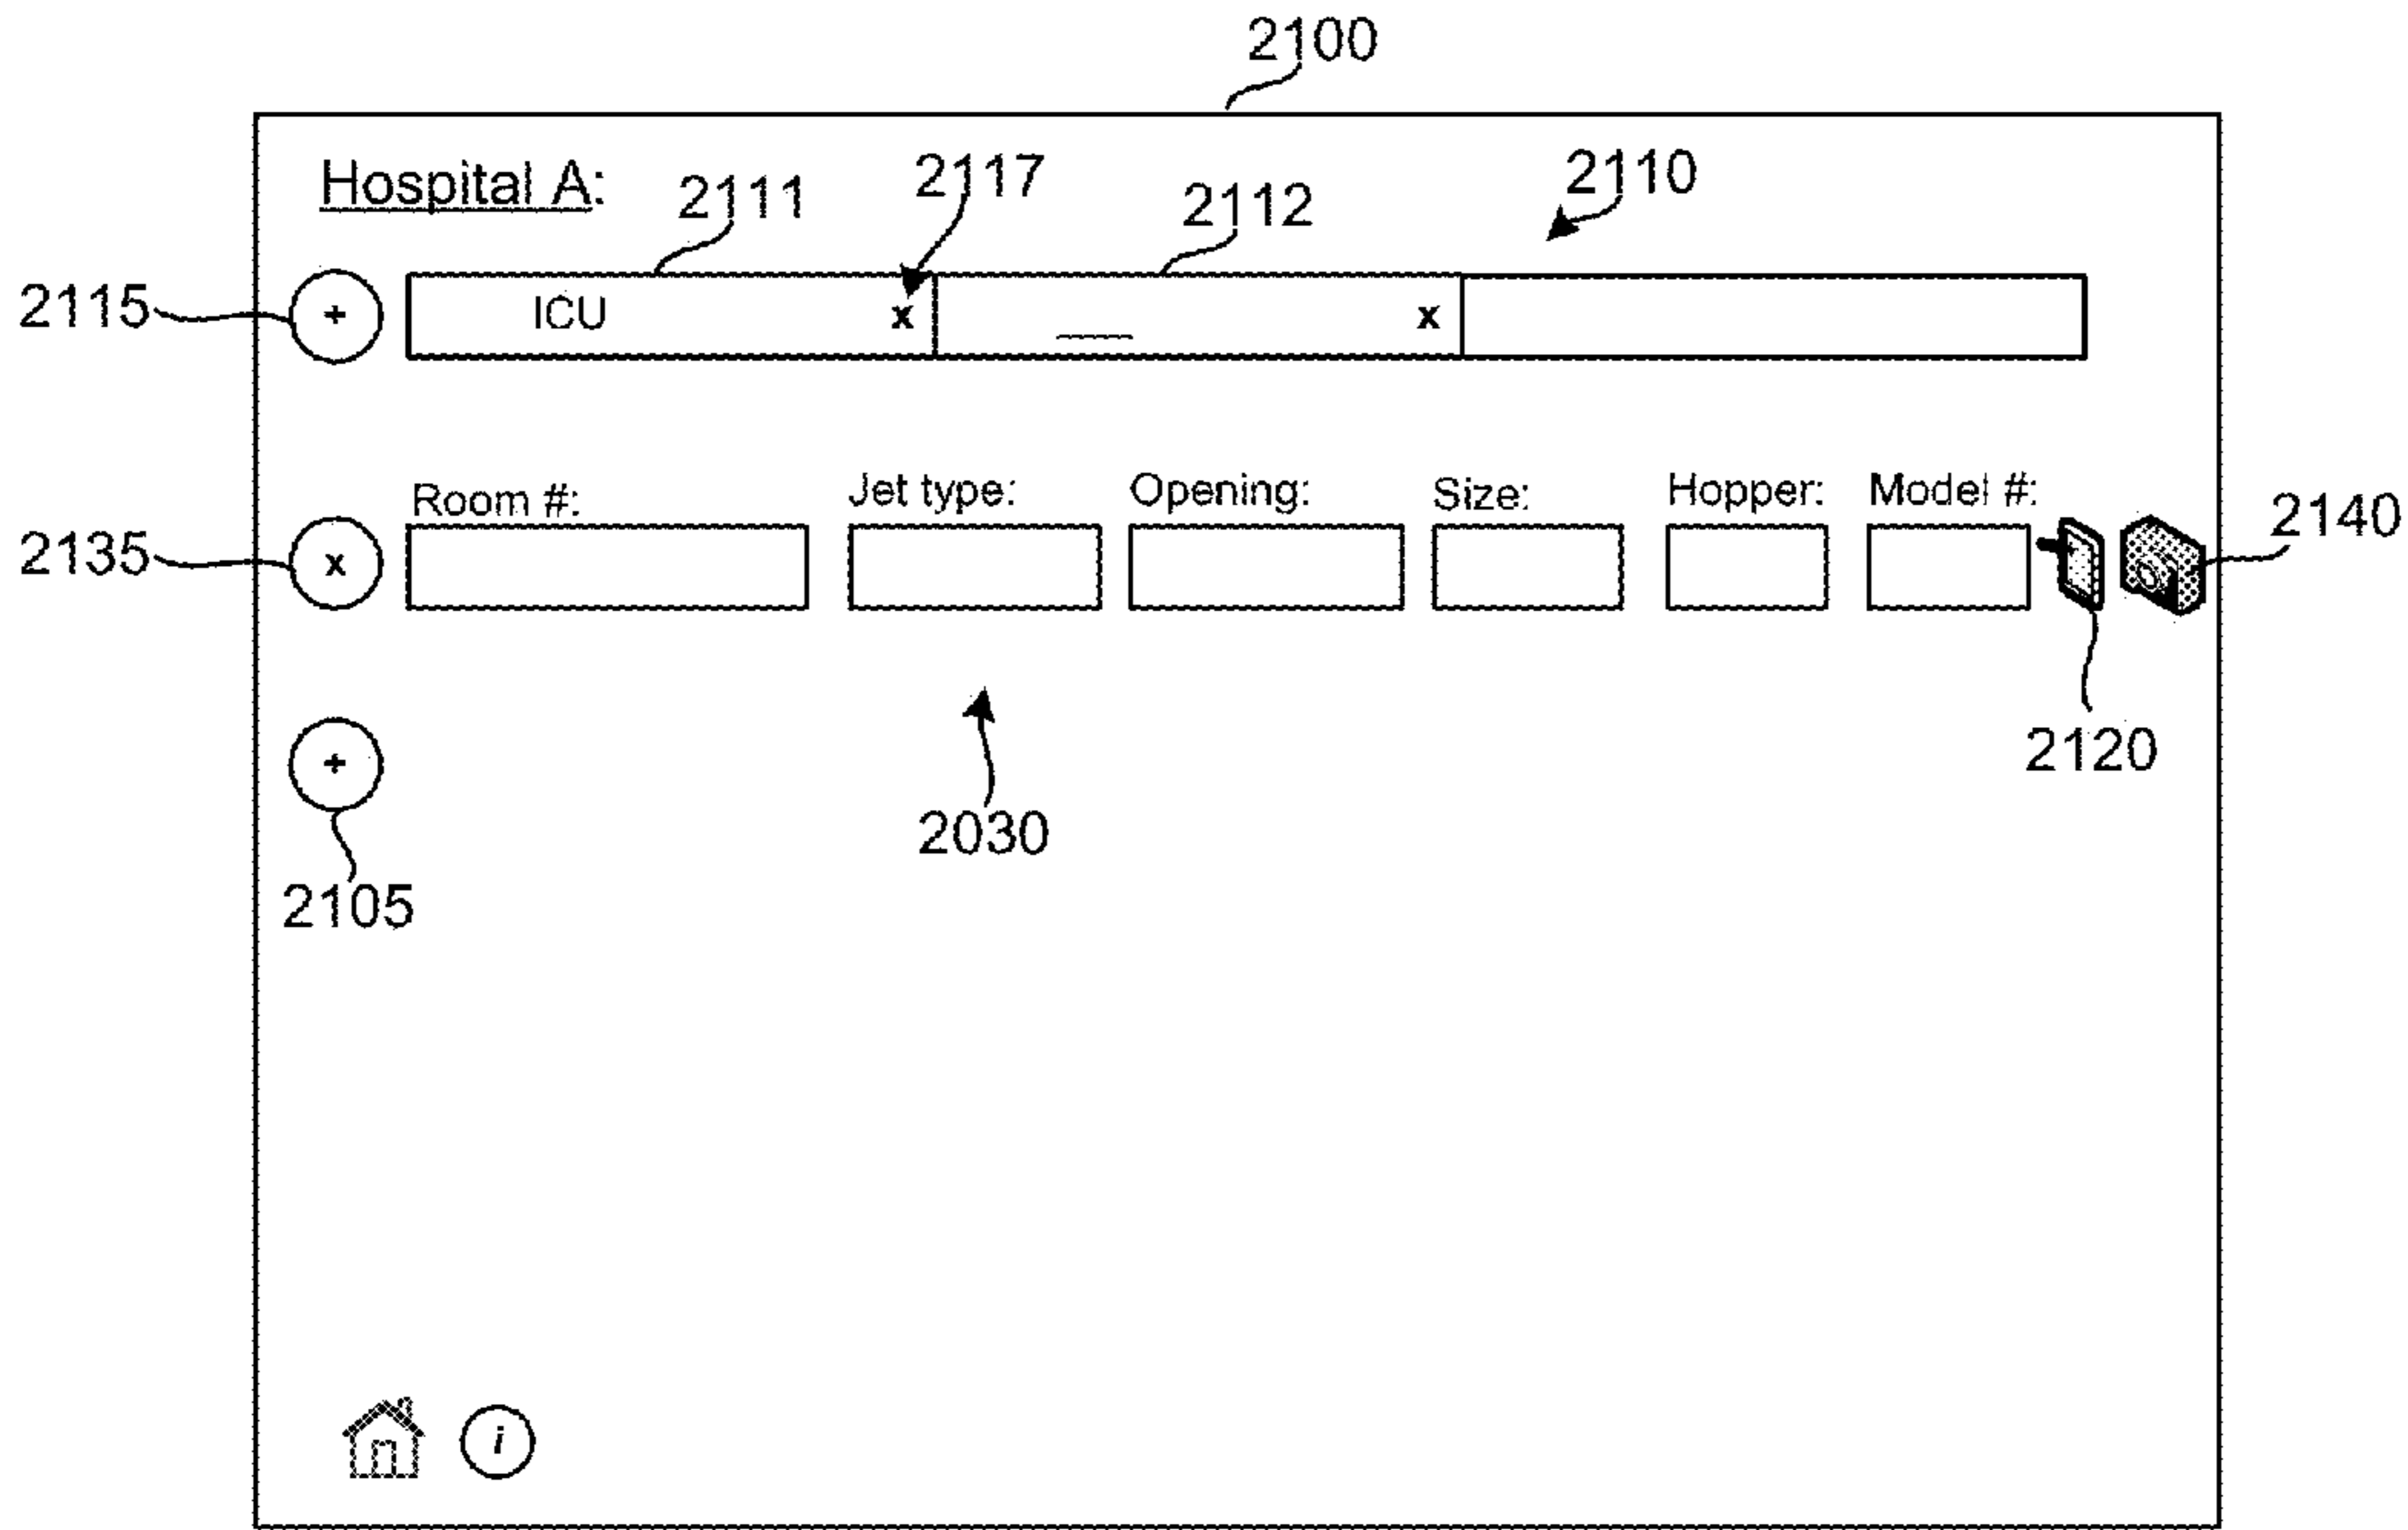 2100
Hospital A:
2111
2117
2112
2110
2115
+
ICU
x
____
x
Room #:
Jet type:
Opening:
Size:
Hopper:
Model #:
2140
2135
x
2120
+
2030
2105
i